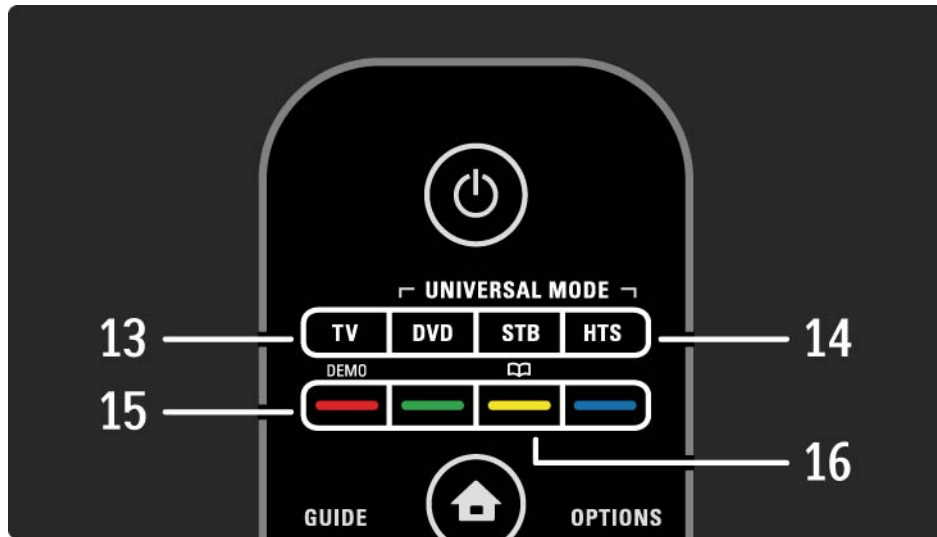 UNIVERSAL MODE
13 TV DVD STB HTS 14
DEMO
15
16
GUIDE OPTIONS